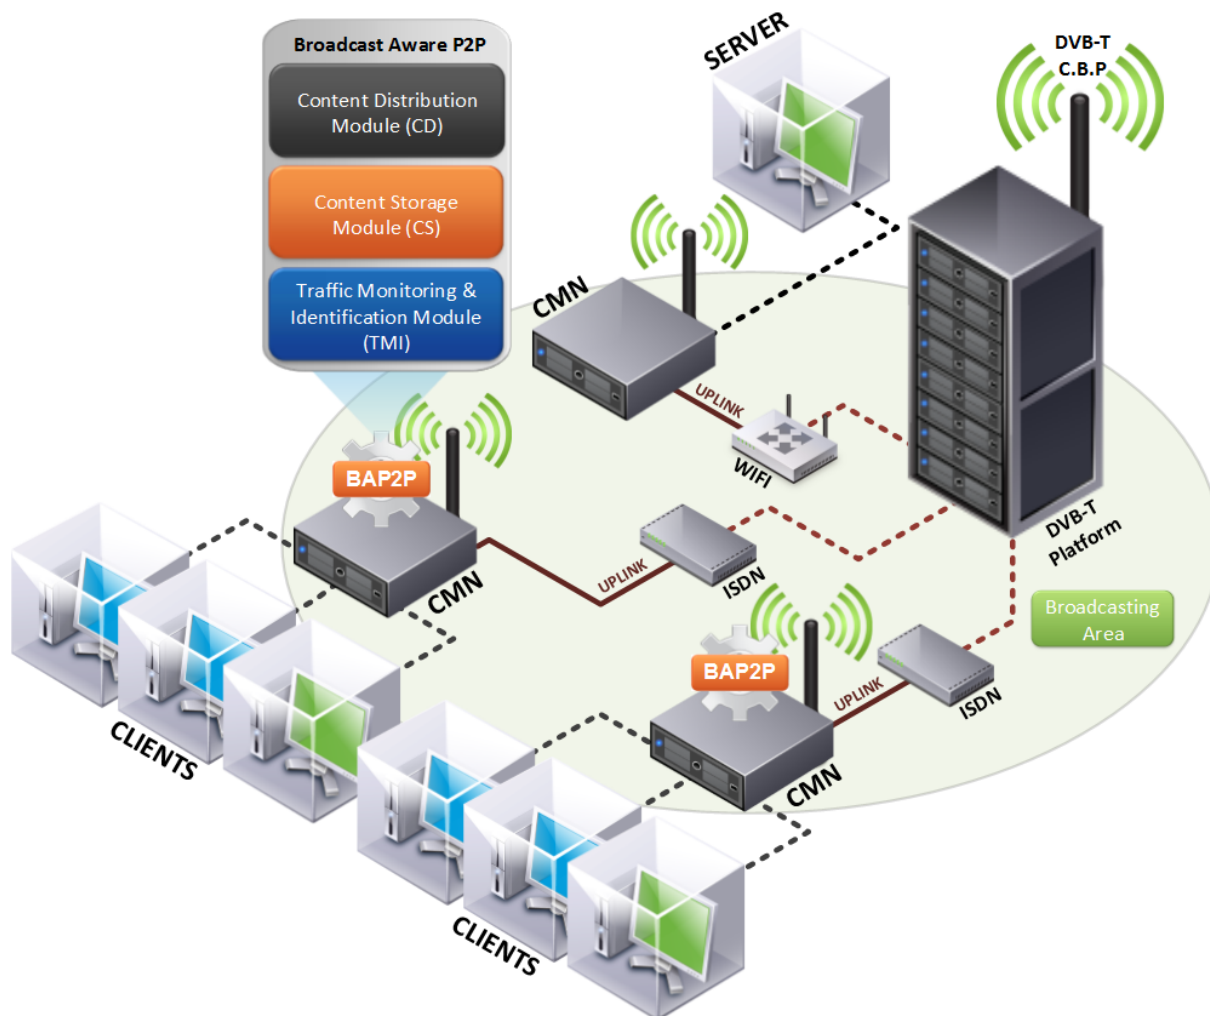 Broadcast Aware P2P
Content Distribution
Module (CD)
Content Storage
Module (CS)
Traffic Monitoring &
Identification Module
(TMI)
SERVER
DVB-T
C.B.P
CMN
UPLINK
WIFI
BAP2P
CMN
UPLINK
ISDN
DVB-T
Platform
Broadcasting
Area
BAP2P
CMN
UPLINK
ISDN
CLIENTS
CLIENTS